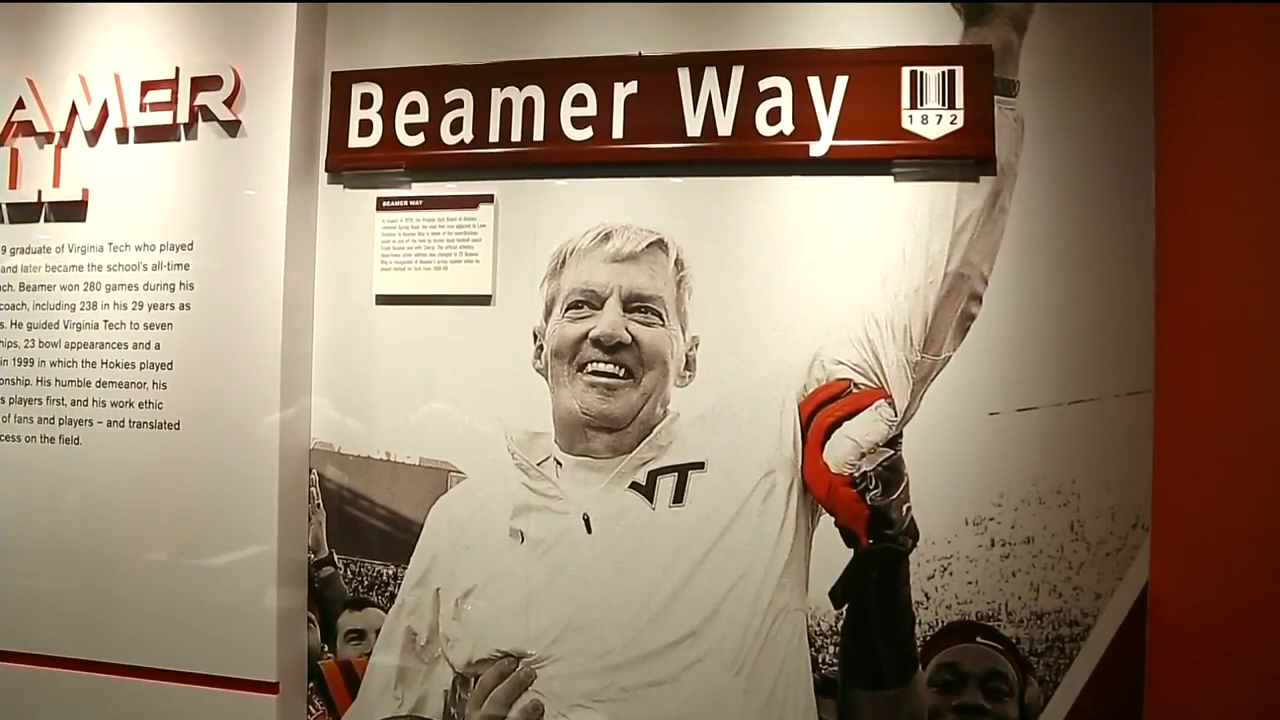 AMER
LL
Beamer Way
1872
BEAMER WAY
9 graduate of Virginia Tech who played
and later became the school's all-time
ch. Beamer won 280 games during his
coach, including 238 in his 29 years as
s. He guided Virginia Tech to seven
hips, 23 bowl appearances and a
in 1999 in which the Hokies played
onship. His humble demeanor, his
s players first, and his work ethic
of fans and players – and translated
cess on the field.
VT